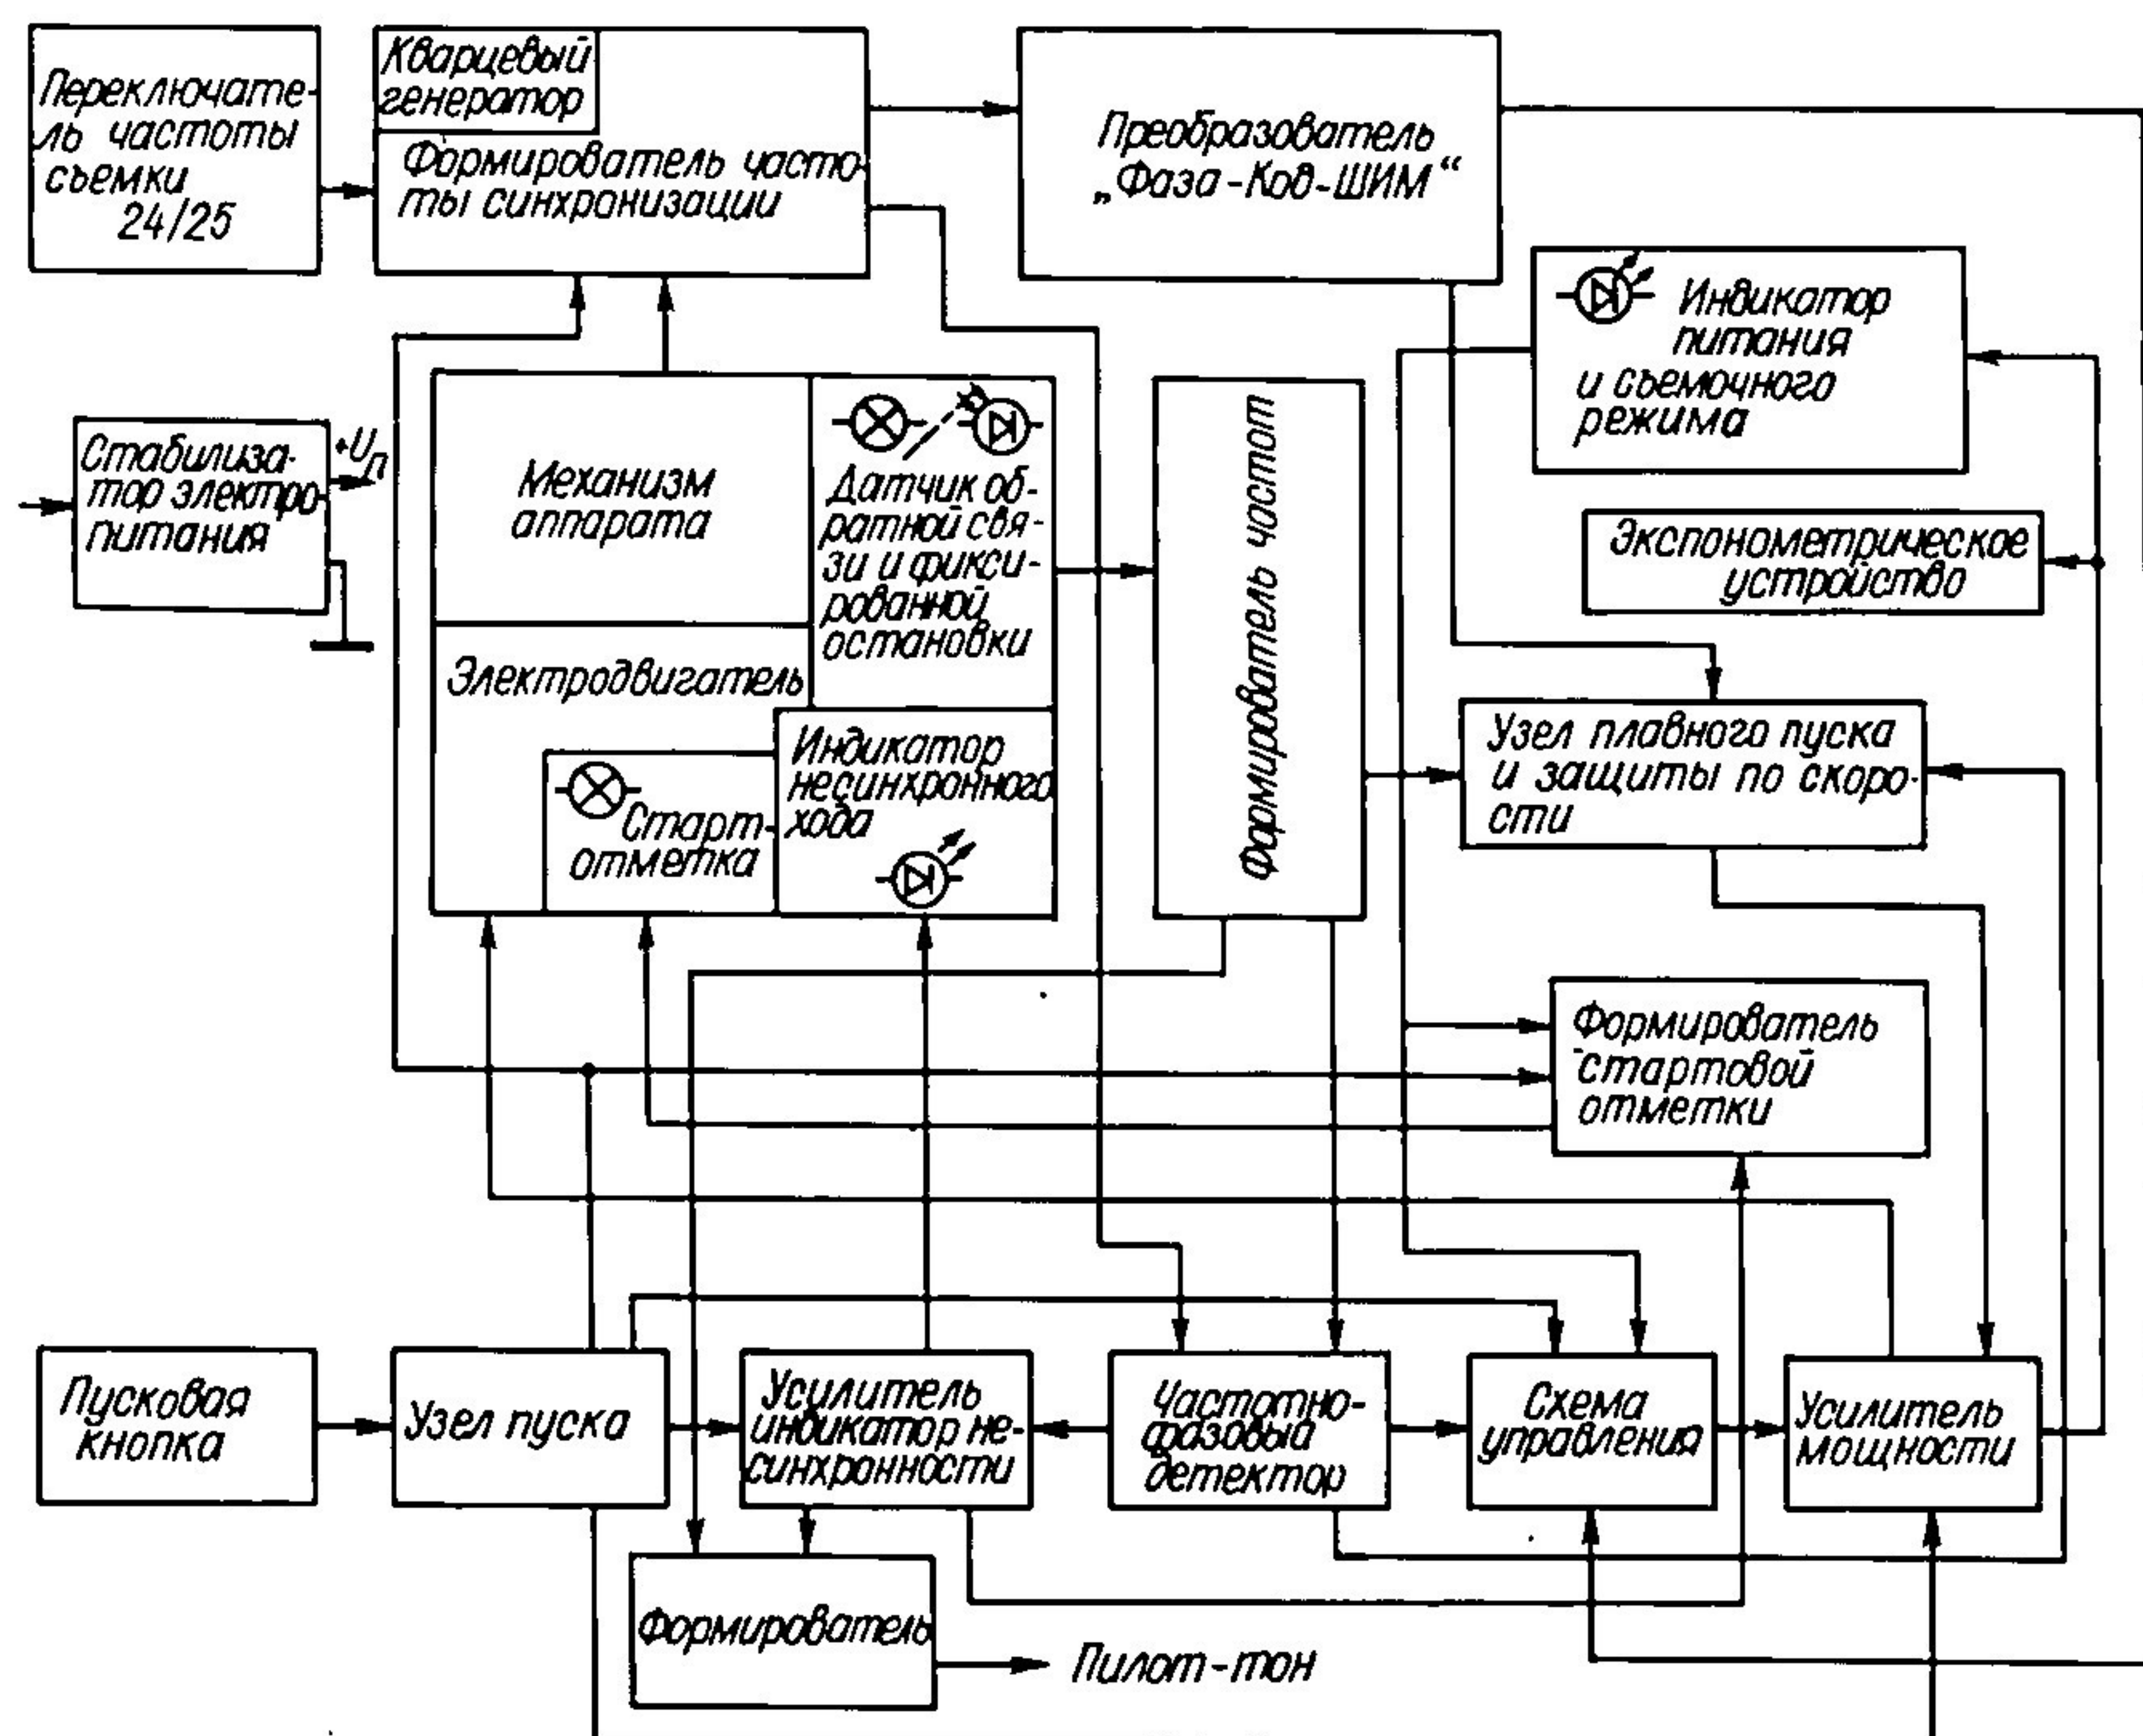 Переключате-
ль частоты
съемки
24/25
Кварцевый
генератор
Формирователь часто-
ты синхронизации
Преобразователь
„Фаза-Код-ШИМ“
Индикатор
питания
и съемочного
режима
Стабилиза-
тор электро-
питания
+Uп
Механизм
аппарата
Датчик об-
ратной свя-
зи и фикси-
рованной
остановки
Электродвигатель
Старт-
отметка
Индикатор
несинхронного
хода
Формирователь частот
Экспонометрическое
устройство
Узел плавного пуска
и защиты по скоро-
сти
Формирователь
стартовой
отметки
Пусковая
кнопка
Узел пуска
Усилитель
индикатор не-
синхронности
Частотно-
фазовый
детектор
Схема
управления
Усилитель
мощности
Формирователь
Пилот-тон